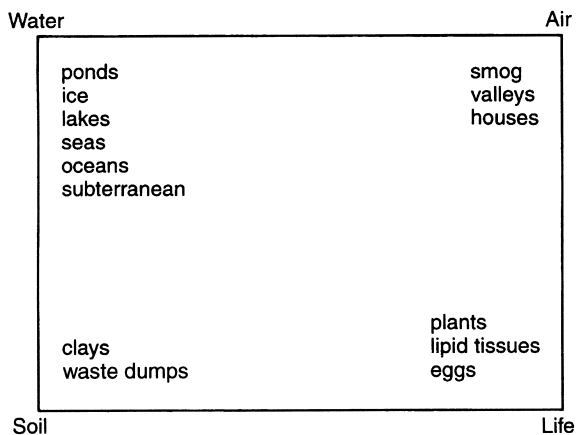 Water
Air
ponds
ice
lakes
seas
oceans
subterranean
smog
valleys
houses
clays
waste dumps
plants
lipid tissues
eggs
Soil
Life